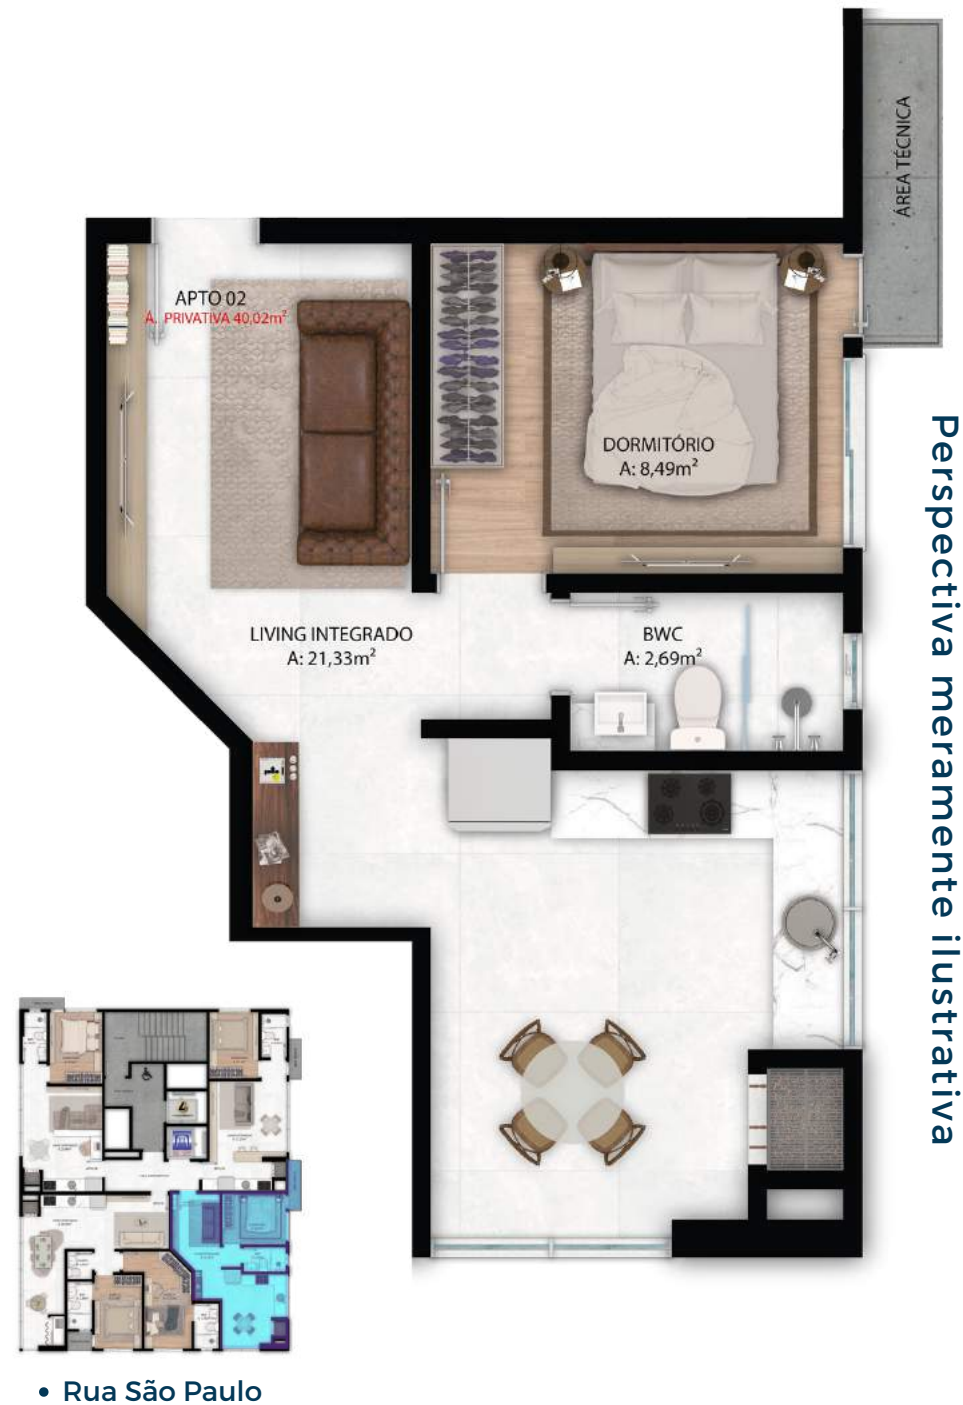 ÁREA TÉCNICA
APTO 02
A. PRIVATIVA 40,02m²
DORMITÓRIO
A: 8,49m²
LIVING INTEGRADO
A: 21,33m²
BWC
A: 2,69m²
Perspectiva meramente ilustrativa
• Rua São Paulo